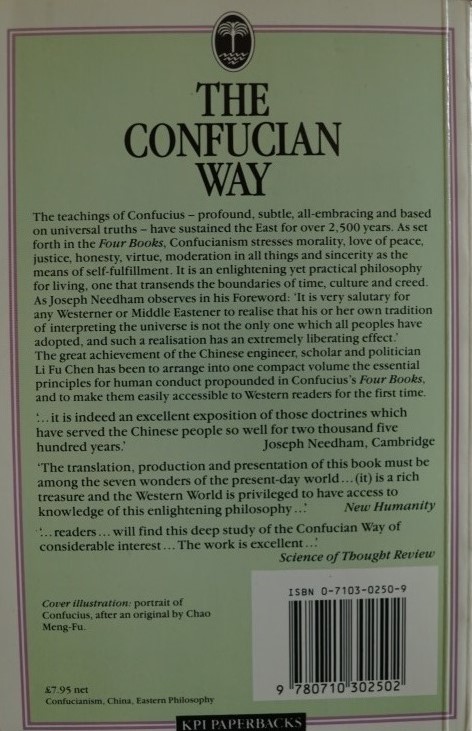 THE
CONFUCIAN
WAY
The teachings of Confucius – profound, subtle, all-embracing and based
on universal truths – have sustained the East for over 2,500 years. As set
forth in the Four Books, Confucianism stresses morality, love of peace,
justice, honesty, virtue, moderation in all things and sincerity as the
means of self-fulfillment. It is an enlightening yet practical philosophy
for living, one that transends the boundaries of time, culture and creed.
As Joseph Needham observes in his Foreword: 'It is very salutary for
any Westerner or Middle Eastener to realise that his or her own tradition
of interpreting the universe is not the only one which all peoples have
adopted, and such a realisation has an extremely liberating effect.'
The great achievement of the Chinese engineer, scholar and politician
Li Fu Chen has been to arrange into one compact volume the essential
principles for human conduct propounded in Confucius's Four Books,
and to make them easily accessible to Western readers for the first time.
'...it is indeed an excellent exposition of those doctrines which
have served the Chinese people so well for two thousand five
hundred years.' Joseph Needham, Cambridge
'The translation, production and presentation of this book must be
among the seven wonders of the present-day world...(it) is a rich
treasure and the Western World is privileged to have access to
knowledge of this enlightening philosophy...' New Humanity
'...readers... will find this deep study of the Confucian Way of
considerable interest... The work is excellent...'
Science of Thought Review
ISBN 0-7103-0250-9
Cover illustration: portrait of
Confucius, after an original by Chao
Meng-Fu.
9 780710 302502
£7.95 net
Confucianism, China, Eastern Philosophy
KPI PAPERBACKS